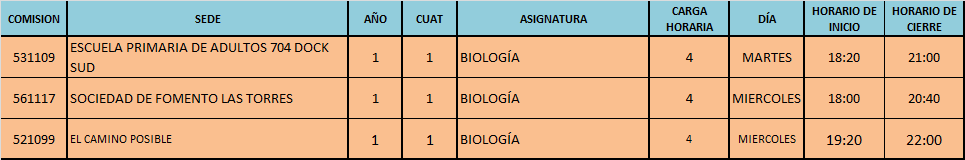 COMISION SEDE AÑO CUAT ASIGNATURA CARGA HORARIA DÍA HORARIO DE INICIO HORARIO DE CIERRE
531109 ESCUELA PRIMARIA DE ADULTOS 704 DOCK SUD 1 1 BIOLOGÍA 4 MARTES 18:20 21:00
561117 SOCIEDAD DE FOMENTO LAS TORRES 1 1 BIOLOGÍA 4 MIERCOLES 18:00 20:40
521099 EL CAMINO POSIBLE 1 1 BIOLOGÍA 4 MIERCOLES 19:20 22:00